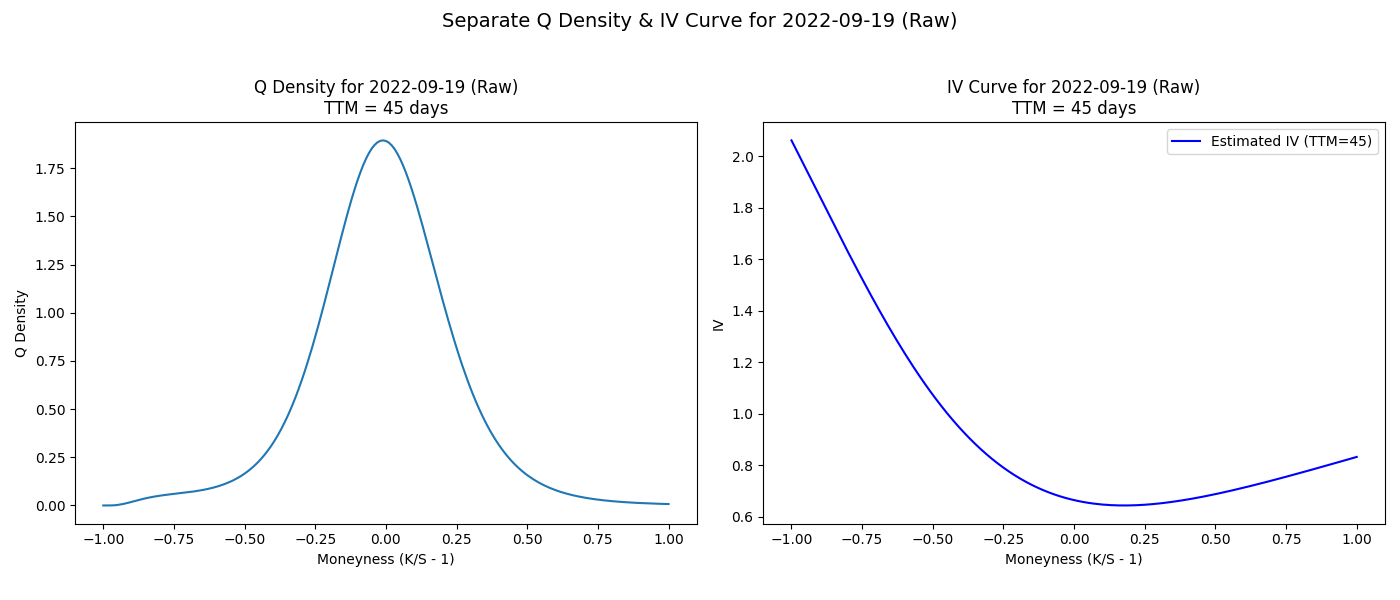 Separate Q Density & IV Curve for 2022-09-19 (Raw)
Q Density for 2022-09-19 (Raw)
TTM = 45 days
Q Density
1.75
1.50
1.25
1.00
0.75
0.50
0.25
0.00
−1.00 −0.75 −0.50 −0.25 0.00 0.25 0.50 0.75 1.00
Moneyness (K/S - 1)
IV Curve for 2022-09-19 (Raw)
TTM = 45 days
Estimated IV (TTM=45)
IV
2.0
1.8
1.6
1.4
1.2
1.0
0.8
0.6
−1.00 −0.75 −0.50 −0.25 0.00 0.25 0.50 0.75 1.00
Moneyness (K/S - 1)